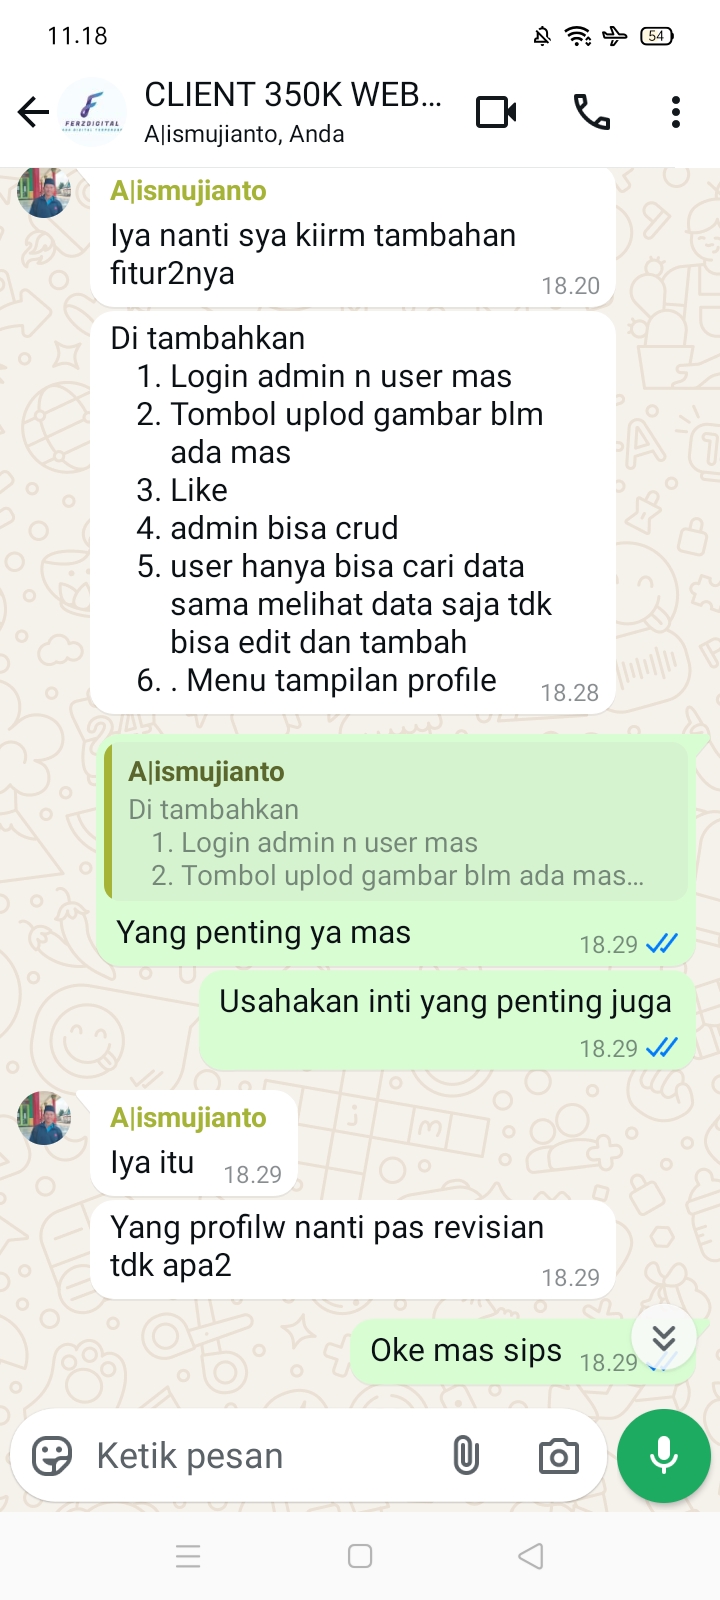 11.18
54
CLIENT 350K WEB...
A|ismujianto, Anda
FERZDIGITAL
A|ismujianto
Iya nanti sya kiirm tambahan
fitur2nya
18.20
Di tambahkan
1. Login admin n user mas
2. Tombol uplod gambar blm
ada mas
3. Like
4. admin bisa crud
5. user hanya bisa cari data
sama melihat data saja tdk
bisa edit dan tambah
6. . Menu tampilan profile
18.28
A|ismujianto
Di tambahkan
1. Login admin n user mas
2. Tombol uplod gambar blm ada mas...
Yang penting ya mas
18.29
Usahakan inti yang penting juga
18.29
A|ismujianto
Iya itu
18.29
Yang profilw nanti pas revisian
tdk apa2
18.29
Oke mas sips
18.29
Ketik pesan